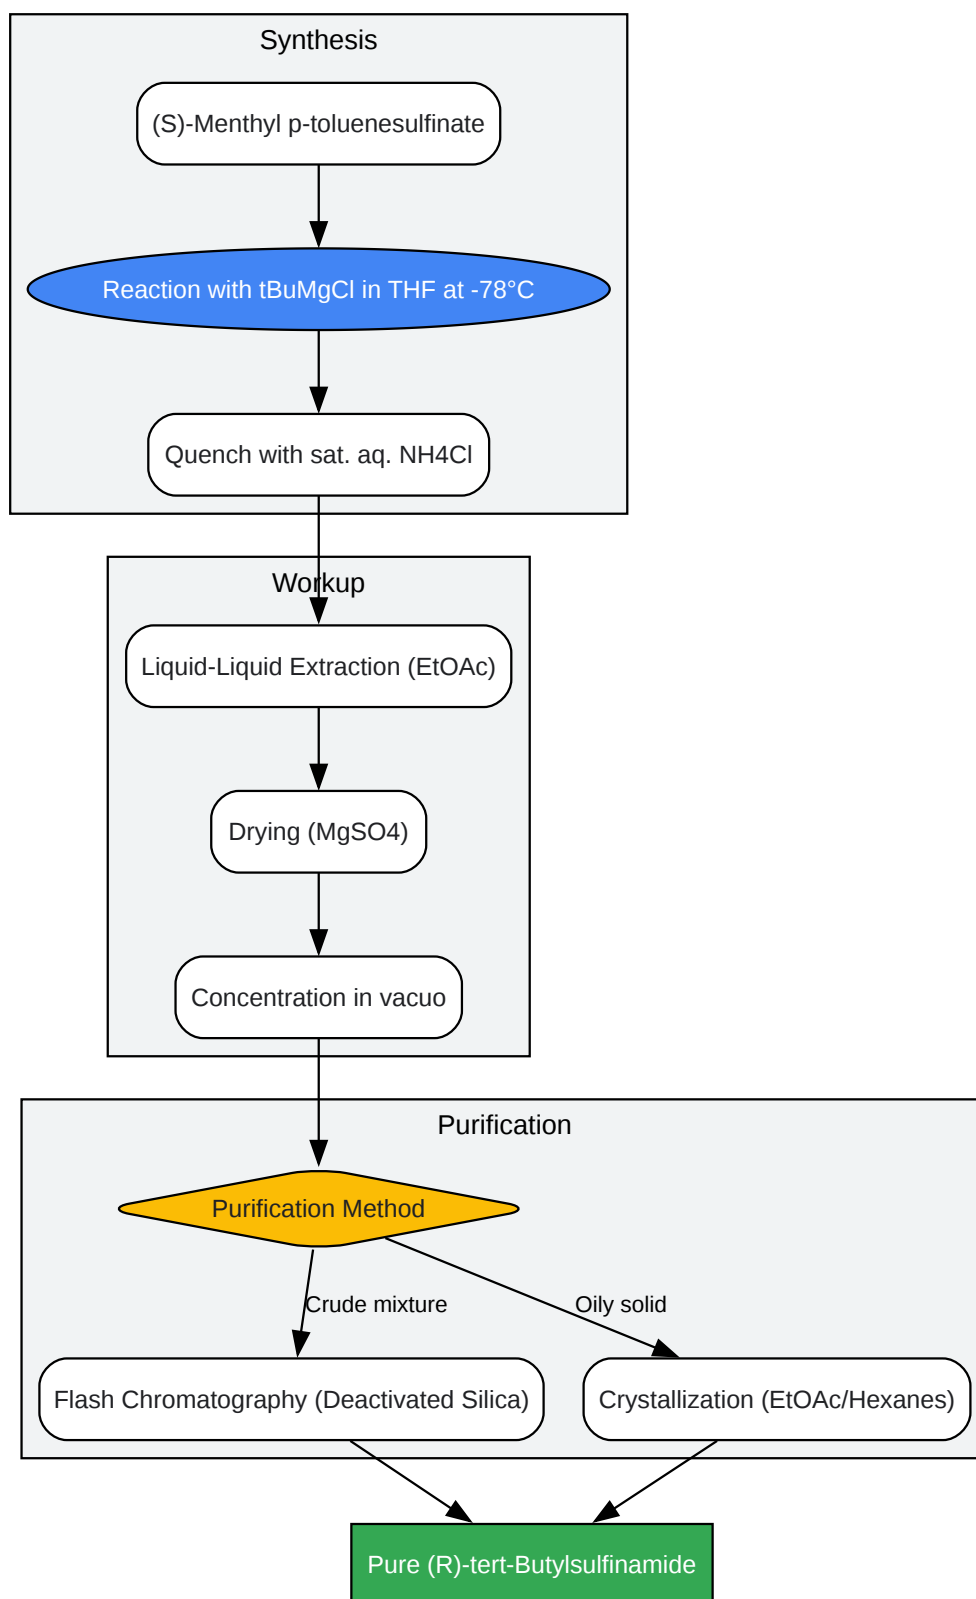 Synthesis
(S)-Menthyl p-toluenesulfinate
Reaction with tBuMgCl in THF at -78°C
Quench with sat. aq. NH4Cl
Workup
Liquid-Liquid Extraction (EtOAc)
Drying (MgSO4)
Concentration in vacuo
Purification
Purification Method
Crude mixture
Oily solid
Flash Chromatography (Deactivated Silica)
Crystallization (EtOAc/Hexanes)
Pure (R)-tert-Butylsulfinamide